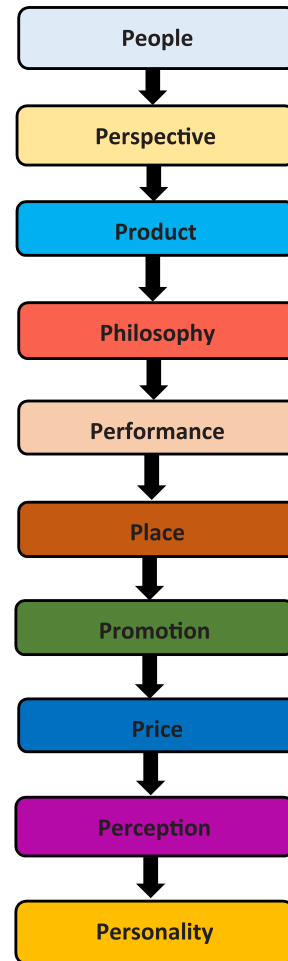 People
Perspective
Product
Philosophy
Performance
Place
Promotion
Price
Perception
Personality